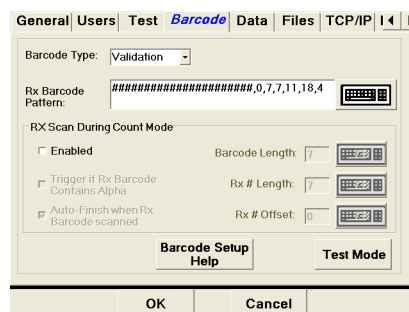 General Users Test Barcode Data Files TCP/IP
Barcode Type: Validation
Rx Barcode Pattern: ######################,0,7,7,11,18,4
RX Scan During Count Mode
Enabled
Barcode Length: 7
Trigger if Rx Barcode Contains Alpha
Rx # Length: 7
Auto-Finish when Rx Barcode scanned
Rx # Offset: 0
Barcode Setup Help
Test Mode
OK Cancel